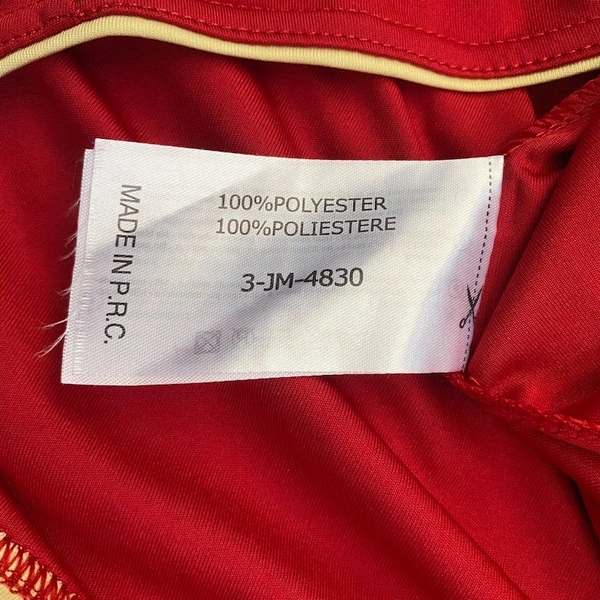 100%POLYESTER
100%POLIESTERE
3-JM-4830
MADE IN P.R.C.